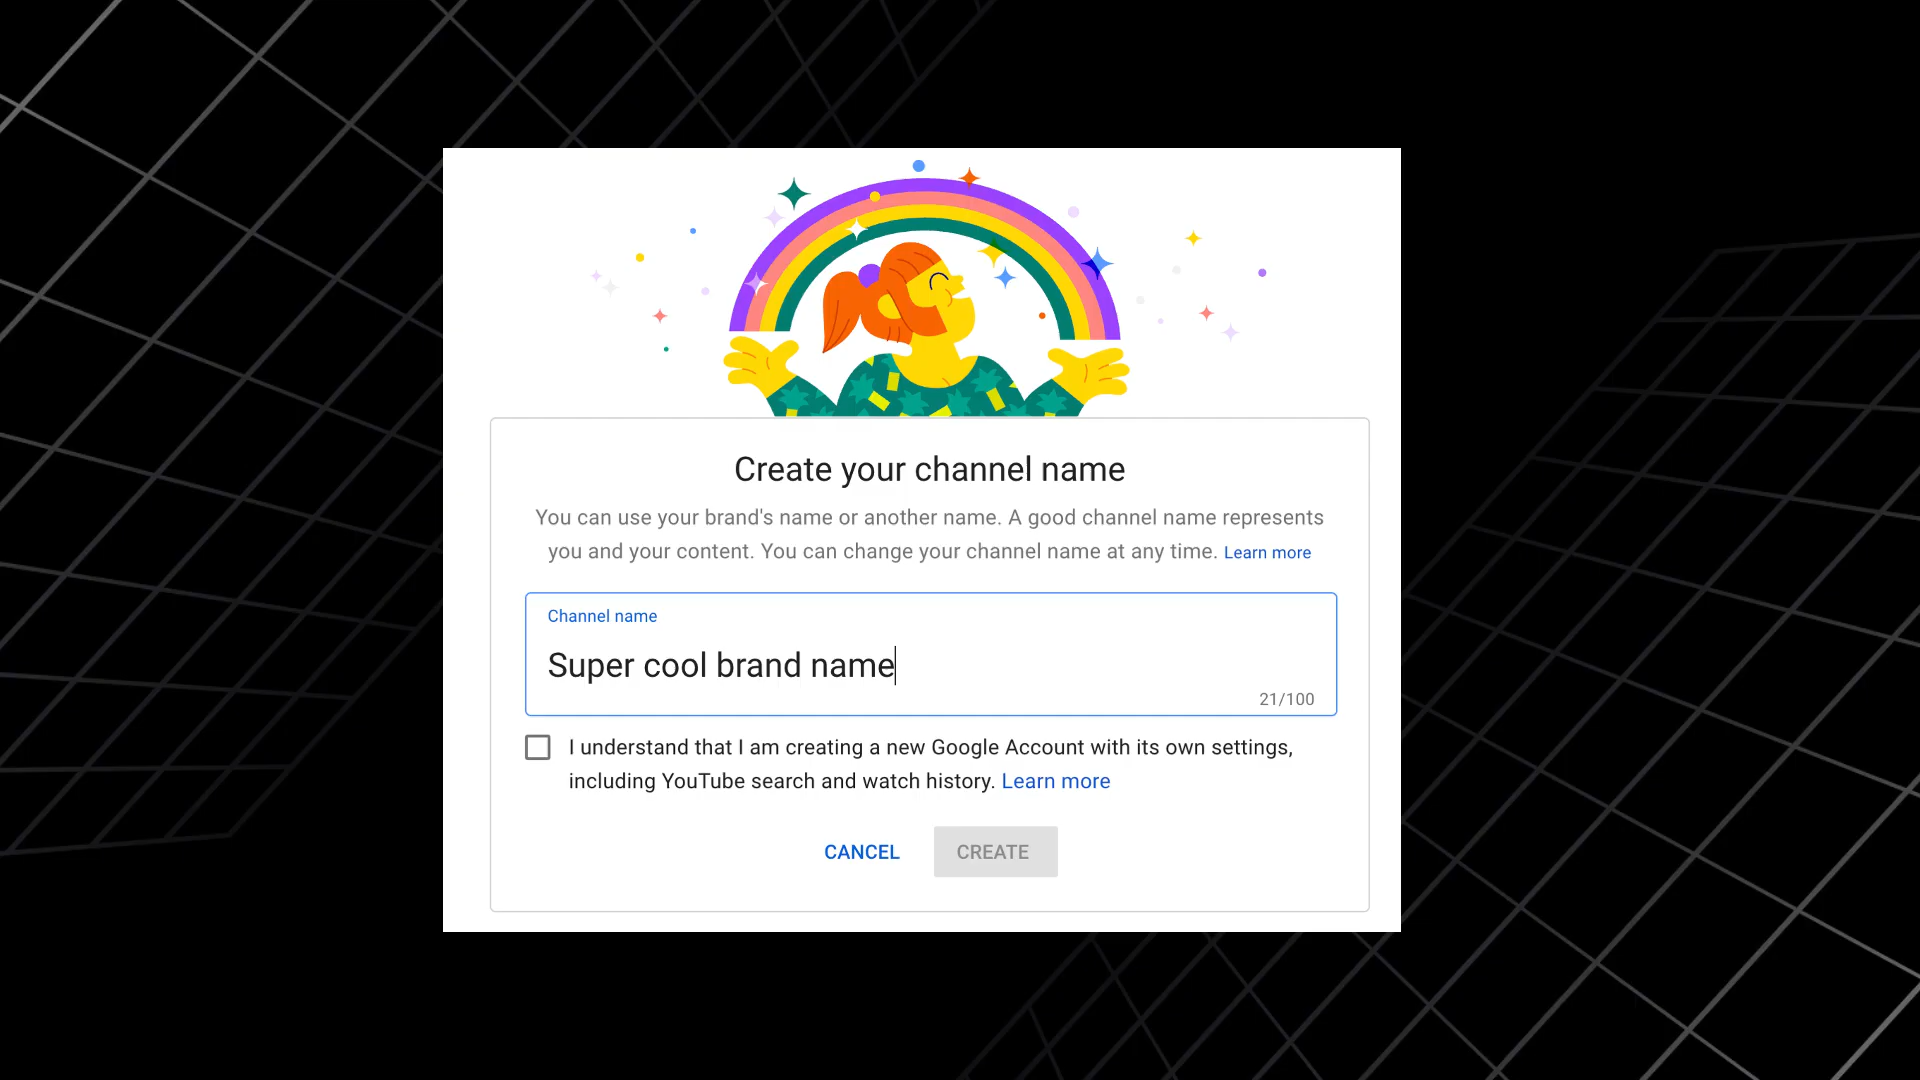 Create your channel name
You can use your brand's name or another name. A good channel name represents
you and your content. You can change your channel name at any time. Learn more
Channel name
Super cool brand name
21/100
I understand that I am creating a new Google Account with its own settings,
including YouTube search and watch history. Learn more
CANCEL CREATE